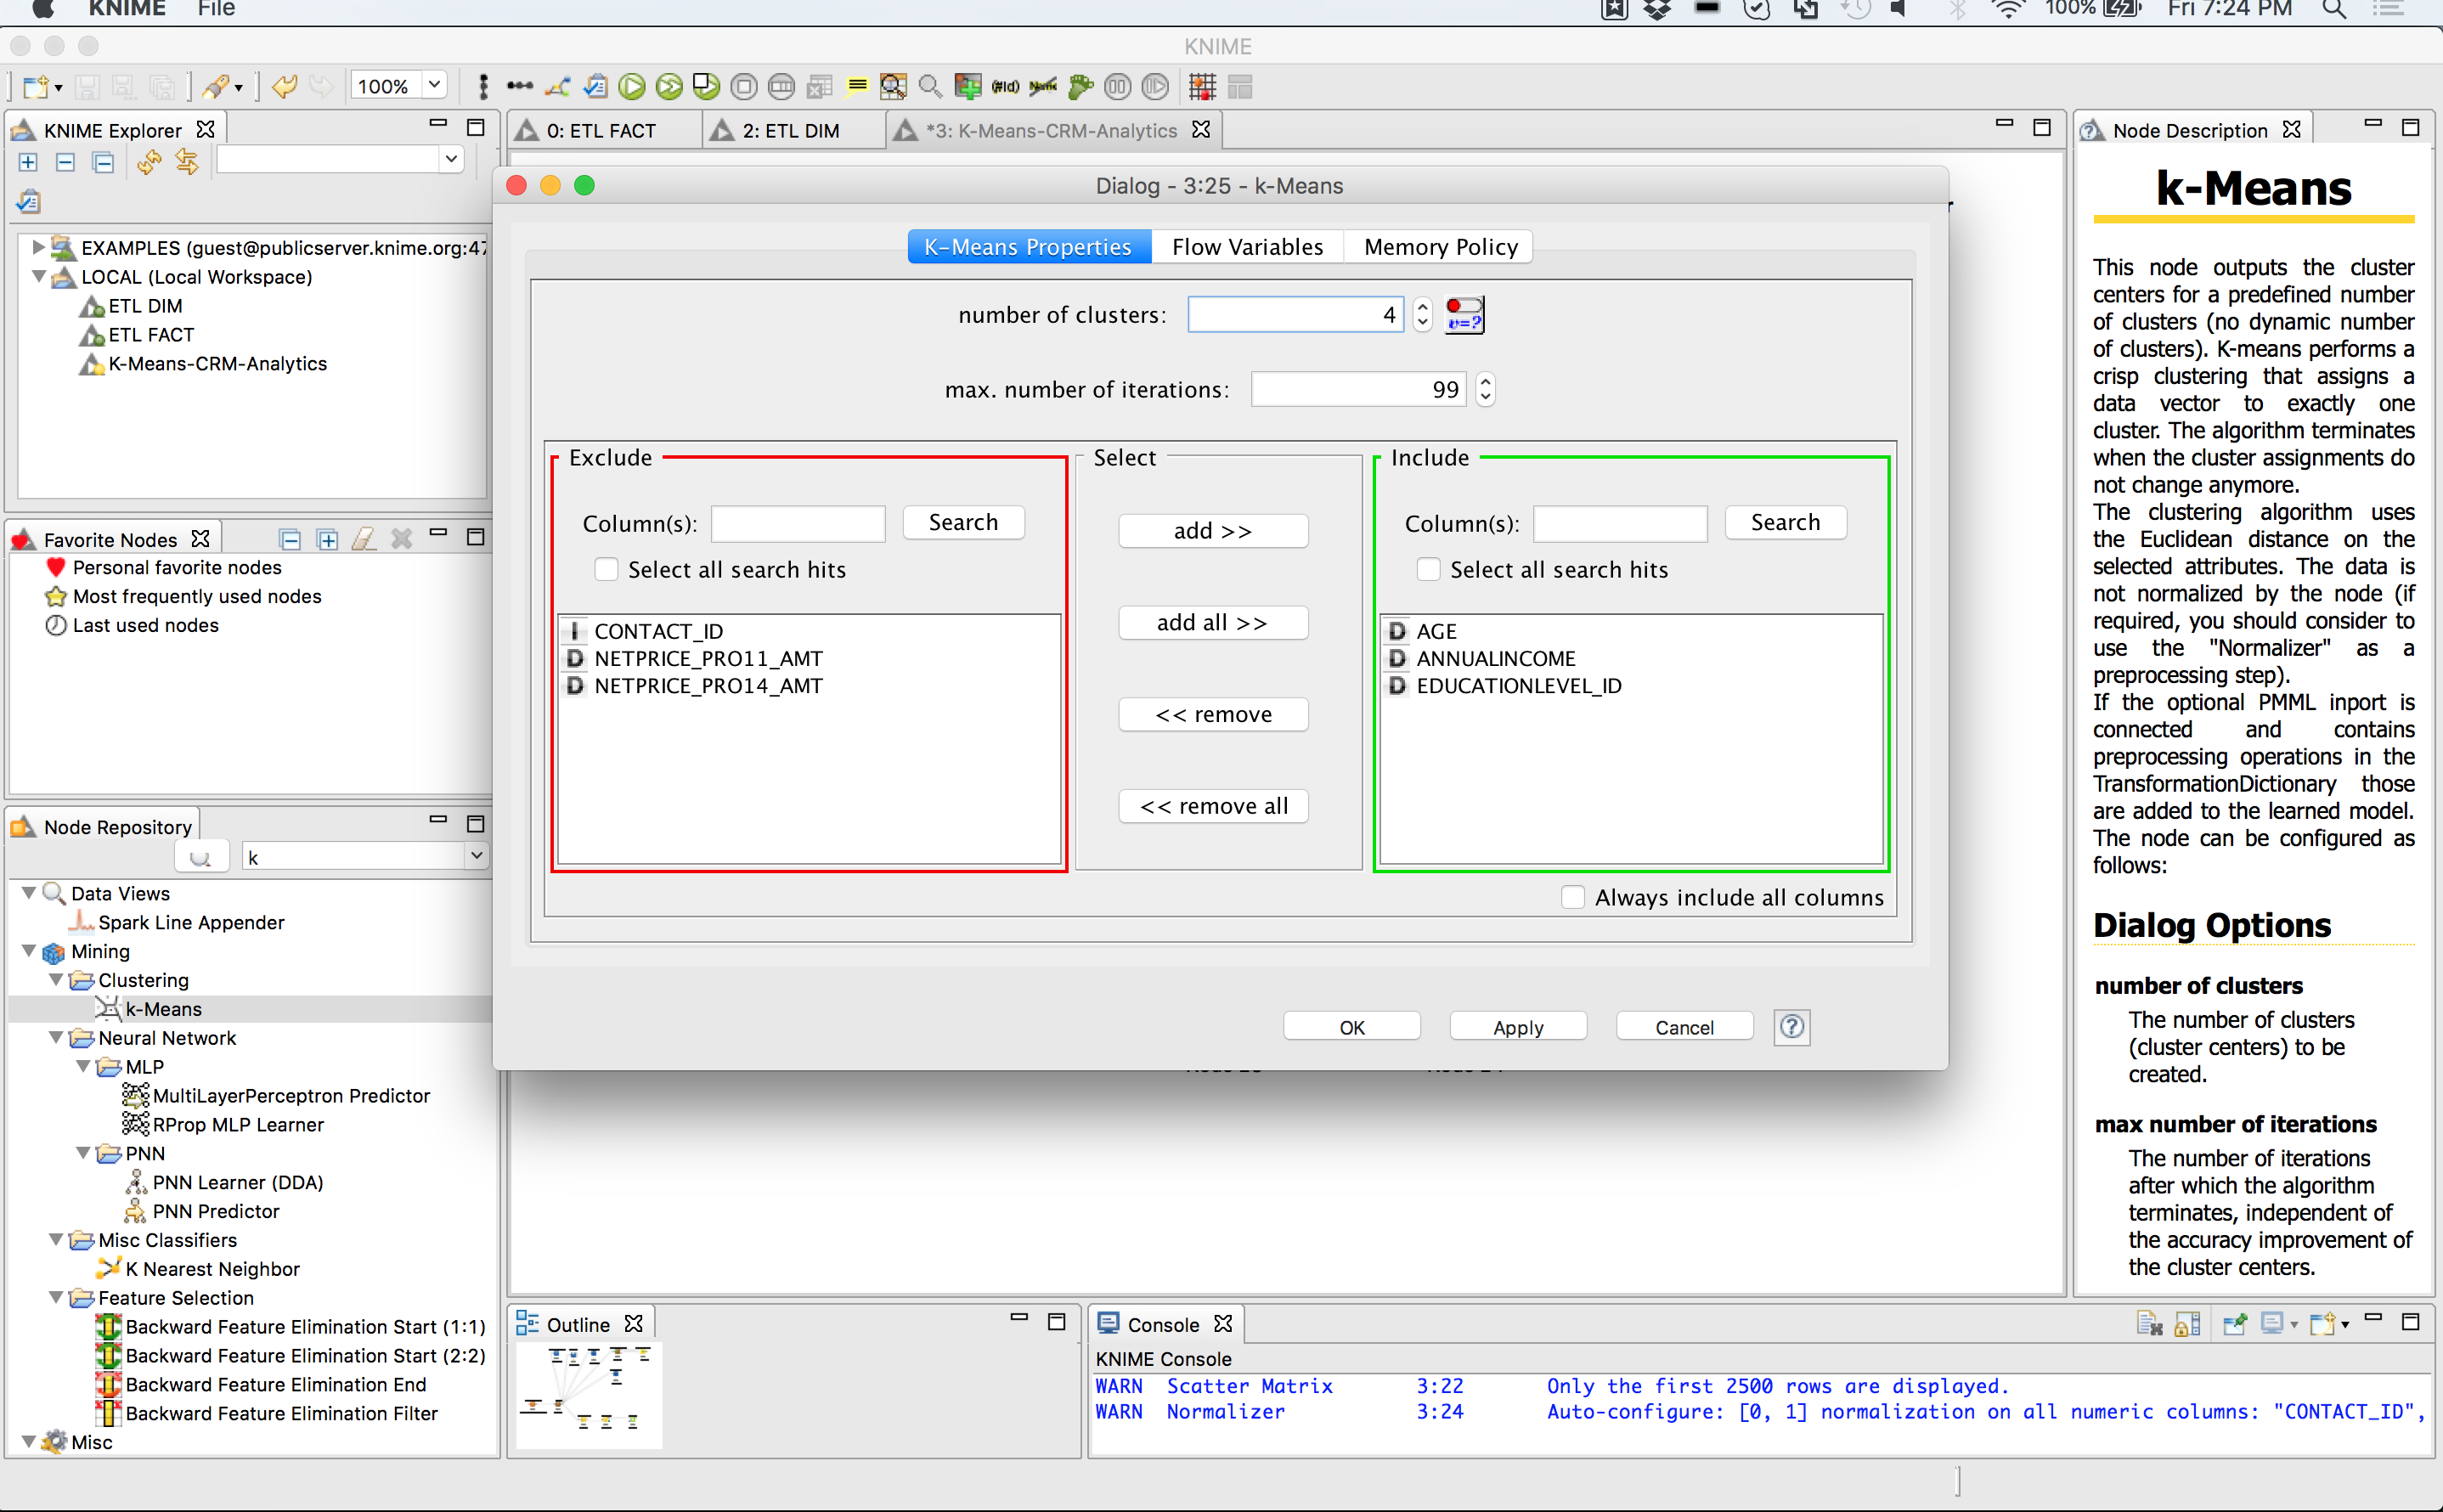 KNIME File 100% Fri 7:24 PM
KNIME
100%
KNIME Explorer
0: ETL FACT
2: ETL DIM
*3: K-Means-CRM-Analytics
Node Description
EXAMPLES (guest@publicserver.knime.org:47
LOCAL (Local Workspace)
ETL DIM
ETL FACT
K-Means-CRM-Analytics
Favorite Nodes
Personal favorite nodes
Most frequently used nodes
Last used nodes
Node Repository
k
Data Views
Spark Line Appender
Mining
Clustering
k-Means
Neural Network
MLP
MultiLayerPerceptron Predictor
RProp MLP Learner
PNN
PNN Learner (DDA)
PNN Predictor
Misc Classifiers
K Nearest Neighbor
Feature Selection
Backward Feature Elimination Start (1:1)
Backward Feature Elimination Start (2:2)
Backward Feature Elimination End
Backward Feature Elimination Filter
Misc
Dialog - 3:25 - k-Means
K-Means Properties
Flow Variables
Memory Policy
number of clusters: 4
v=?
max. number of iterations: 99
Exclude
Column(s):
Search
Select all search hits
I CONTACT_ID
D NETPRICE_PRO11_AMT
D NETPRICE_PRO14_AMT
Select
add >>
add all >>
<< remove
<< remove all
Include
Column(s):
Search
Select all search hits
D AGE
D ANNUALINCOME
D EDUCATIONLEVEL_ID
Always include all columns
OK
Apply
Cancel
?
k-Means
This node outputs the cluster
centers for a predefined number
of clusters (no dynamic number
of clusters). K-means performs a
crisp clustering that assigns a
data vector to exactly one
cluster. The algorithm terminates
when the cluster assignments do
not change anymore.
The clustering algorithm uses
the Euclidean distance on the
selected attributes. The data is
not normalized by the node (if
required, you should consider to
use the "Normalizer" as a
preprocessing step).
If the optional PMML inport is
connected and contains
preprocessing operations in the
TransformationDictionary those
are added to the learned model.
The node can be configured as
follows:
Dialog Options
number of clusters
The number of clusters
(cluster centers) to be
created.
max number of iterations
The number of iterations
after which the algorithm
terminates, independent of
the accuracy improvement of
the cluster centers.
Outline
Console
KNIME Console
WARN Scatter Matrix 3:22 Only the first 2500 rows are displayed.
WARN Normalizer 3:24 Auto-configure: [0, 1] normalization on all numeric columns: "CONTACT_ID",